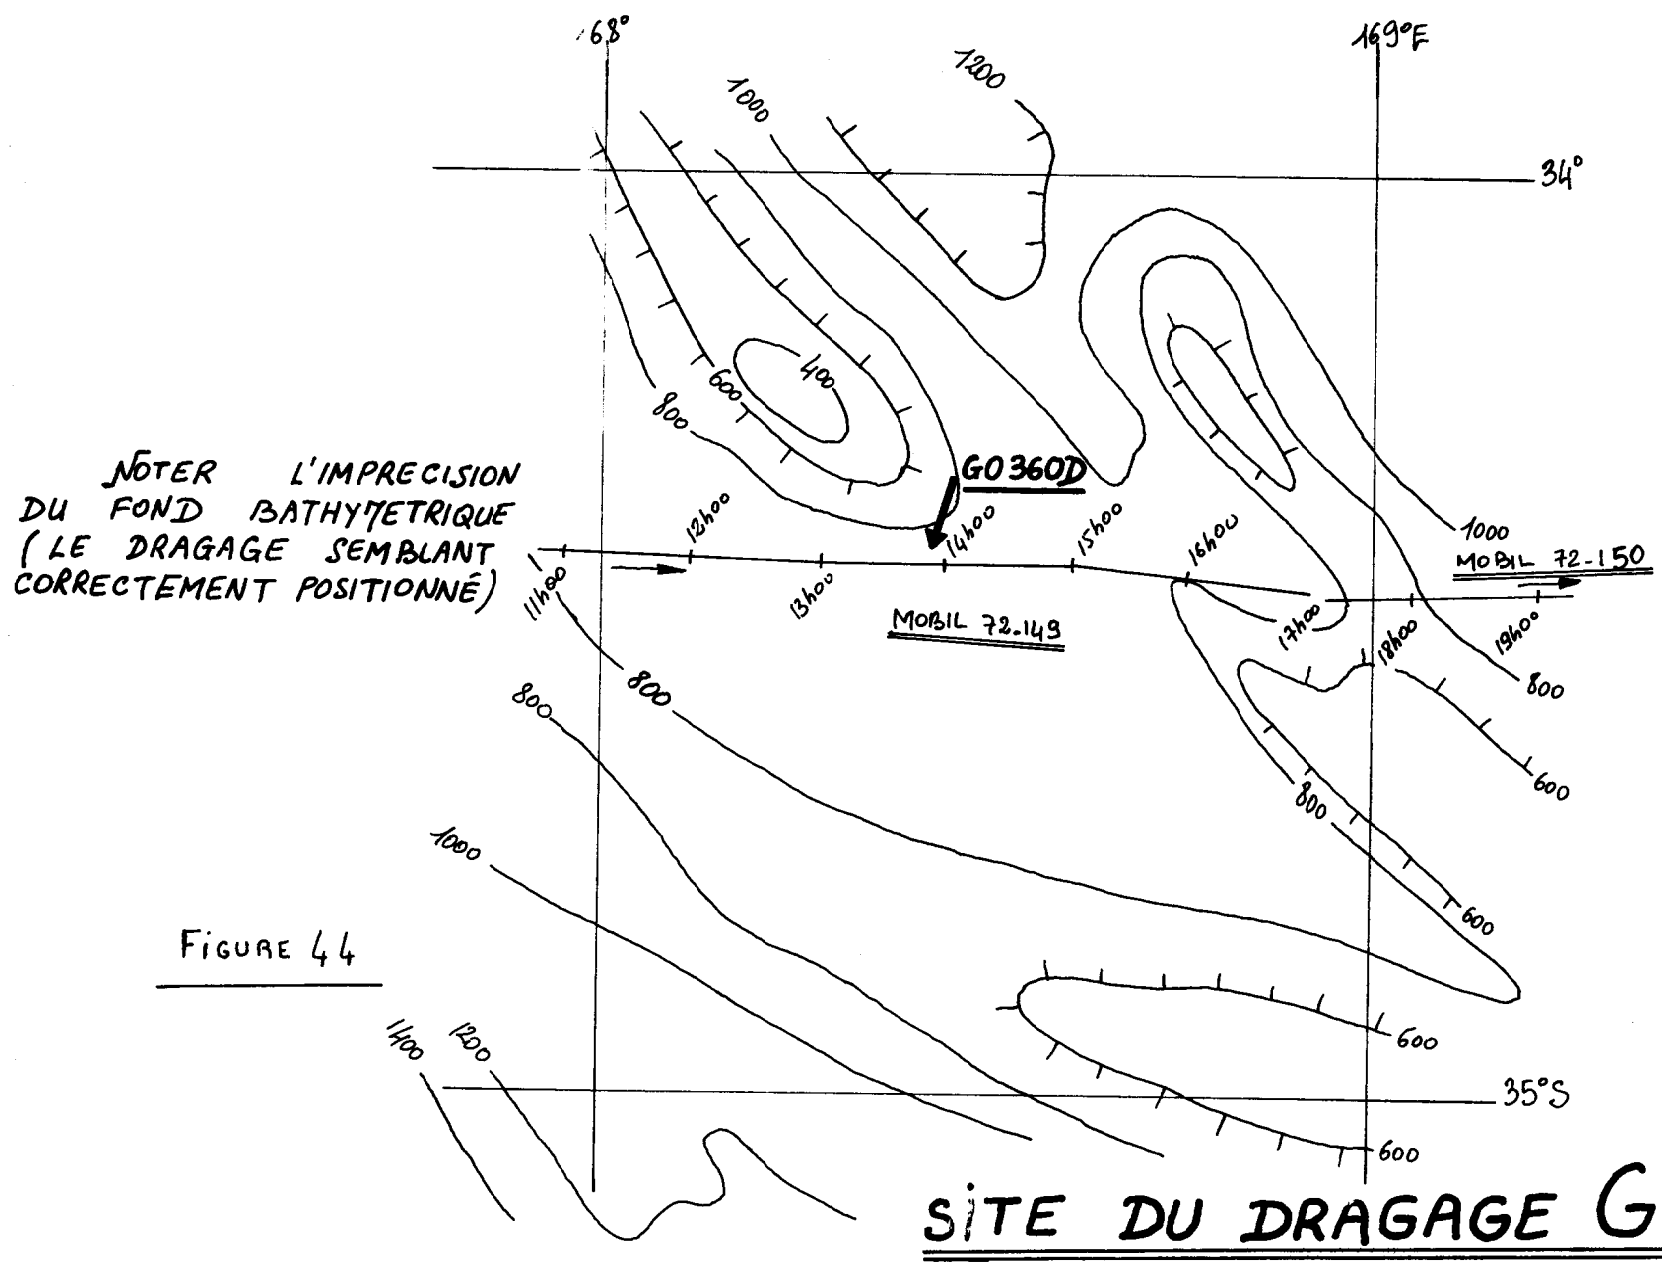 68°
169°E
1200
1000
34°
400
600
800
GO360D
NOTER L'IMPRECISION
DU FOND BATHYMETRIQUE
(LE DRAGAGE SEMBLANT
CORRECTEMENT POSITIONNÉ)
11h00
12h00
13h00
14h00
15h00
16h00
17h00
18h00
19h00
1000
MOBIL 72-150
MOBIL 72-149
800
800
800
600
800
1000
600
FIGURE 44
1400
1200
600
35°S
600
SITE DU DRAGAGE G